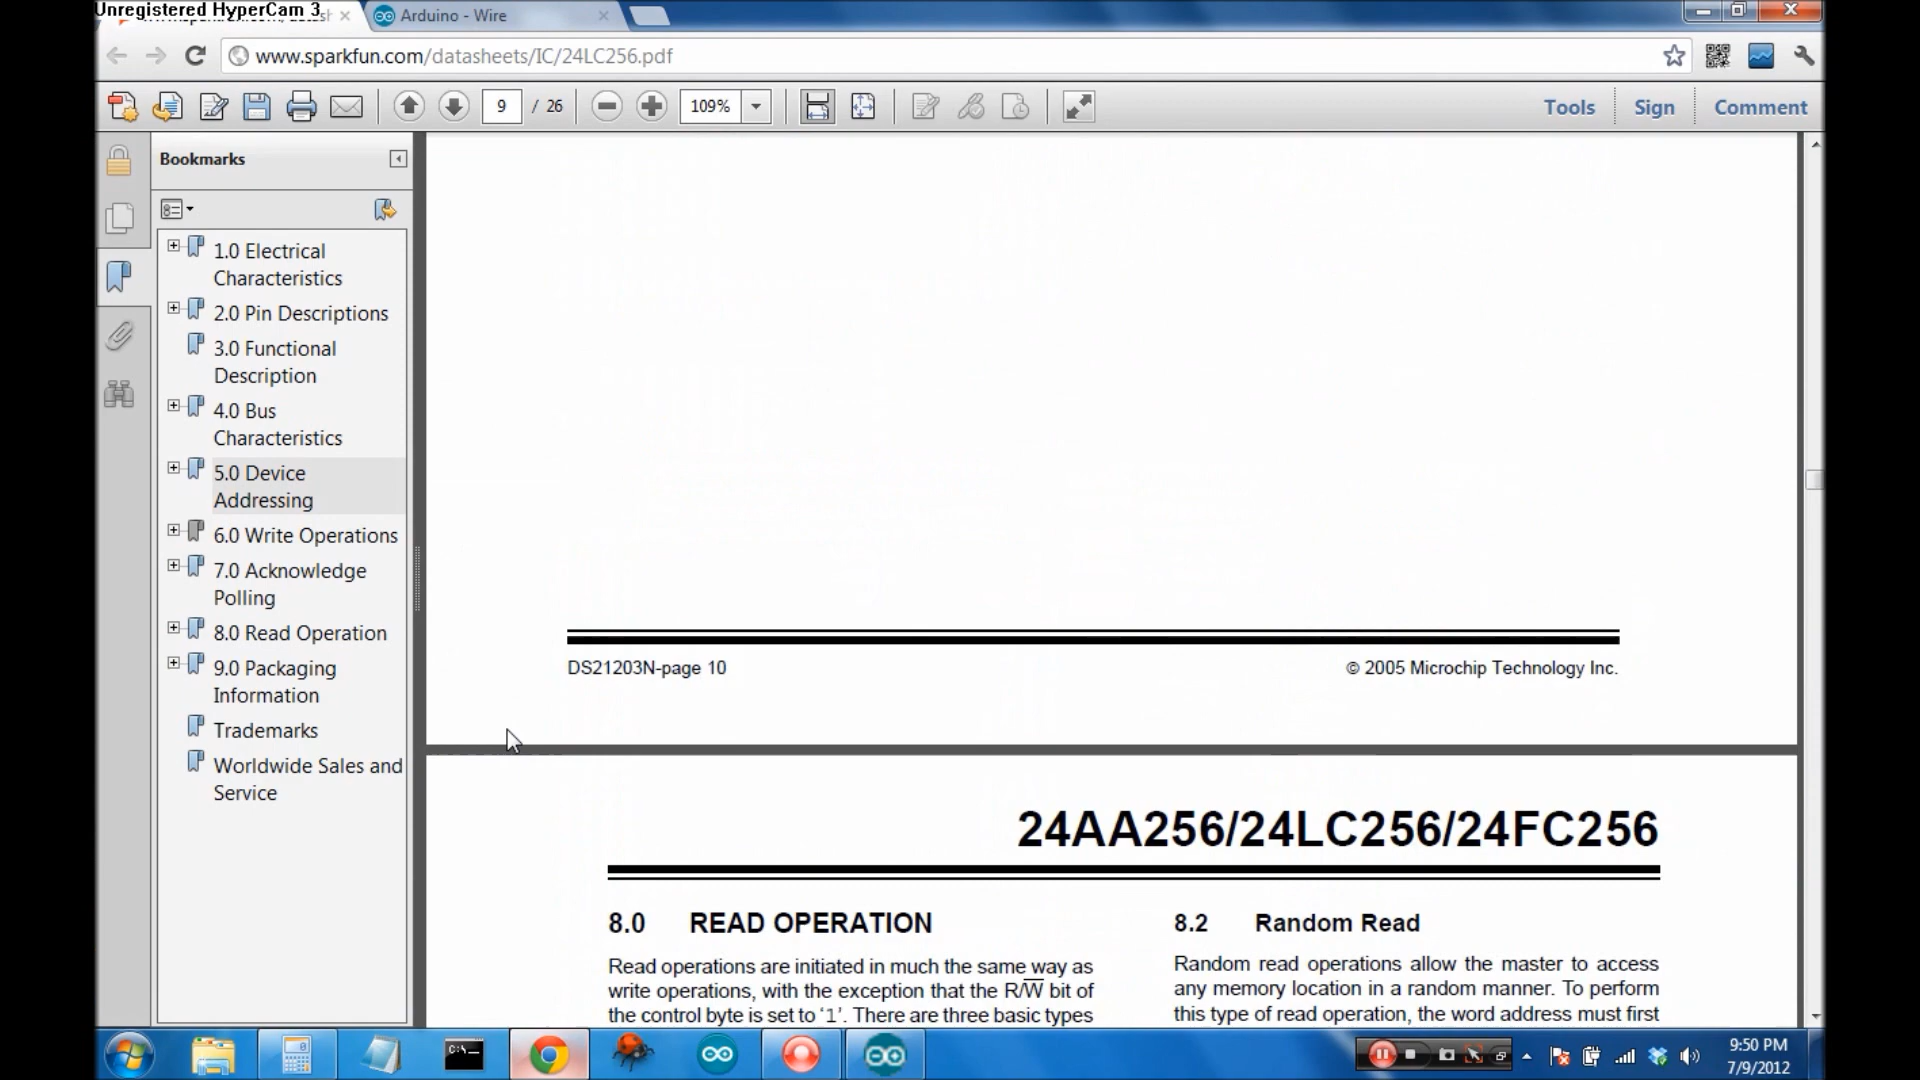 Unregistered HyperCam 3
Arduino - Wire
www.sparkfun.com/datasheets/IC/24LC256.pdf
9 / 26
109%
Tools
Sign
Comment
Bookmarks
1.0 Electrical
Characteristics
2.0 Pin Descriptions
3.0 Functional
Description
4.0 Bus
Characteristics
5.0 Device
Addressing
6.0 Write Operations
7.0 Acknowledge
Polling
8.0 Read Operation
9.0 Packaging
Information
Trademarks
Worldwide Sales and
Service
DS21203N-page 10
© 2005 Microchip Technology Inc.
24AA256/24LC256/24FC256
8.0 READ OPERATION
Read operations are initiated in much the same way as
write operations, with the exception that the R/W bit of
the control byte is set to ‘1’. There are three basic types
8.2 Random Read
Random read operations allow the master to access
any memory location in a random manner. To perform
this type of read operation, the word address must first
9:50 PM
7/9/2012